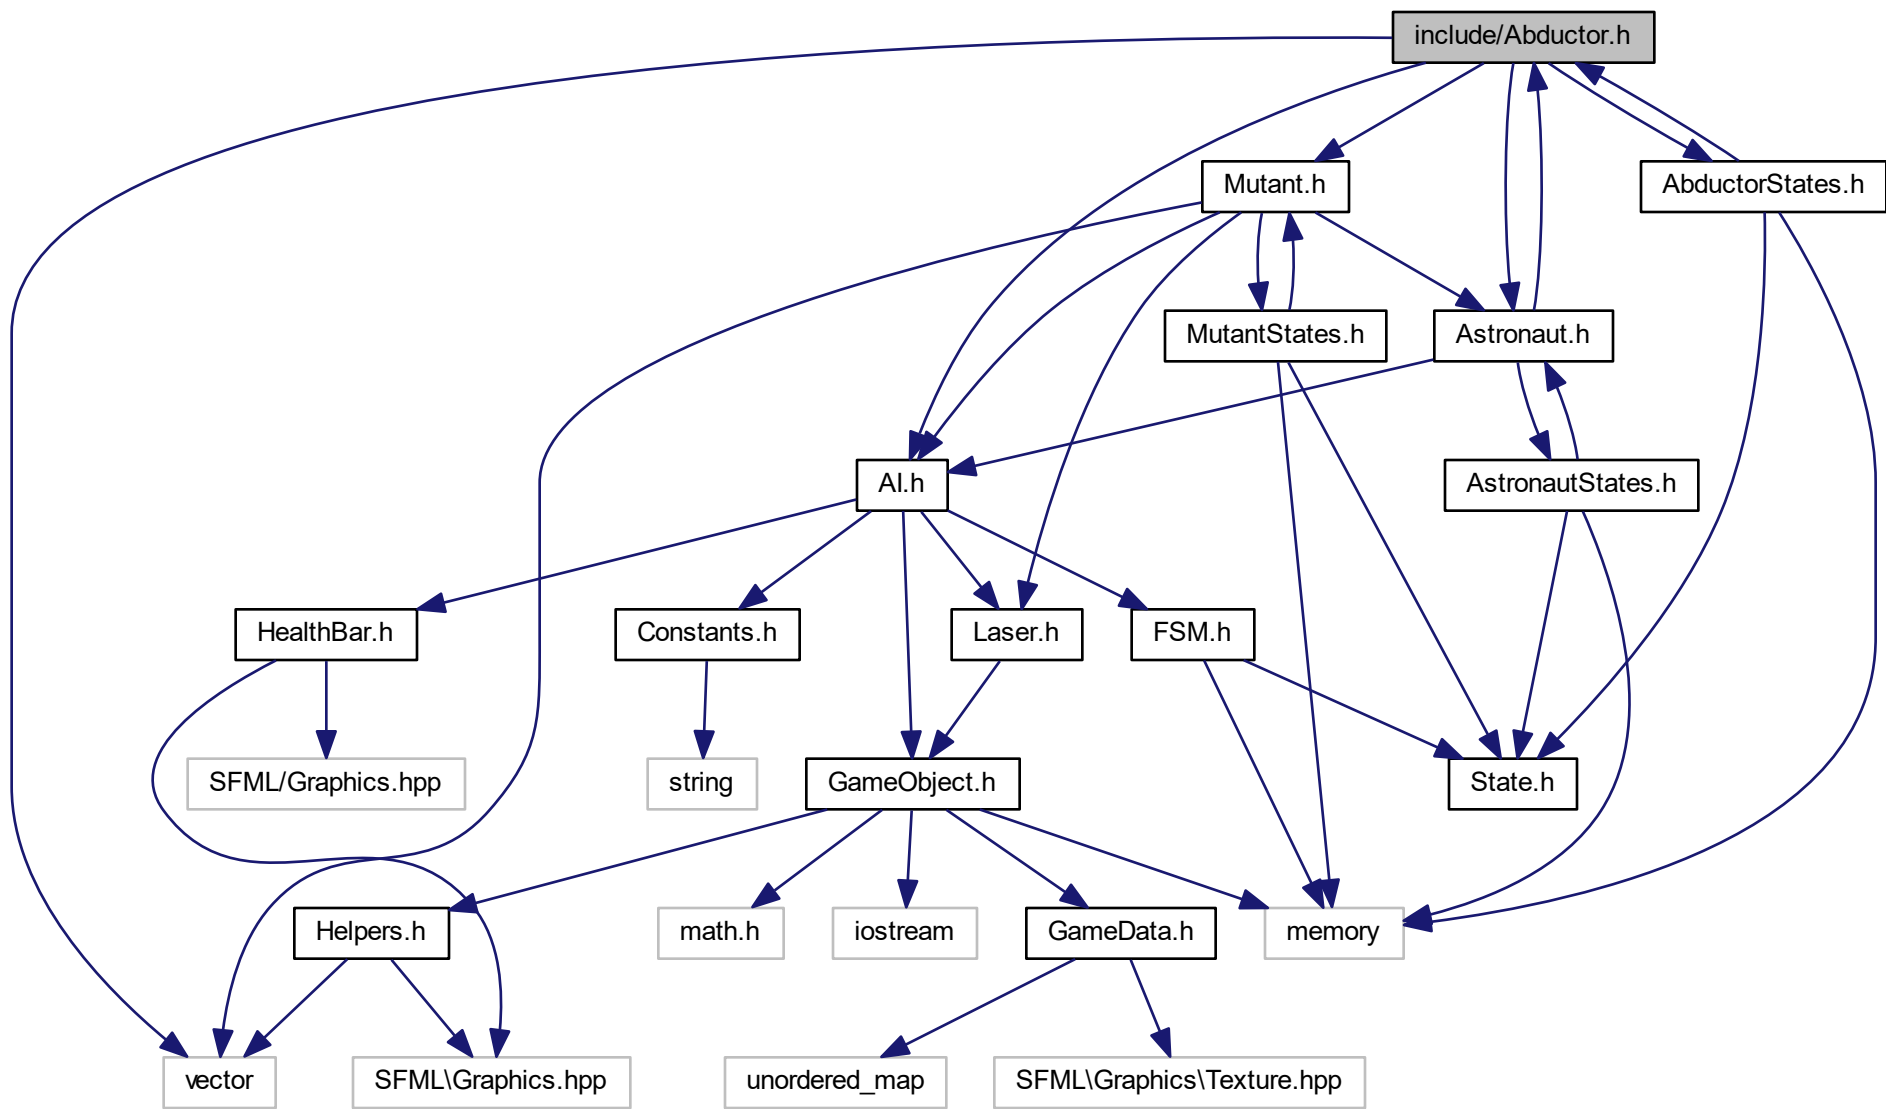 include/Abductor.h
Mutant.h
AbductorStates.h
MutantStates.h
Astronaut.h
AI.h
AstronautStates.h
HealthBar.h
Constants.h
Laser.h
FSM.h
SFML/Graphics.hpp
string
GameObject.h
State.h
Helpers.h
math.h
iostream
GameData.h
memory
vector
SFML\Graphics.hpp
unordered_map
SFML\Graphics\Texture.hpp